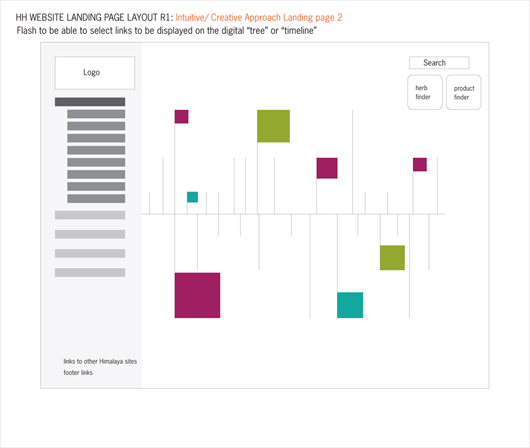 HH WEBSITE LANDING PAGE LAYOUT R1: Intuitive/ Creative Approach Landing page 2
Flash to be able to select links to be displayed on the digital “tree” or “timeline”
Logo
Search
herb
finder
product
finder
links to other Himalaya sites
footer links